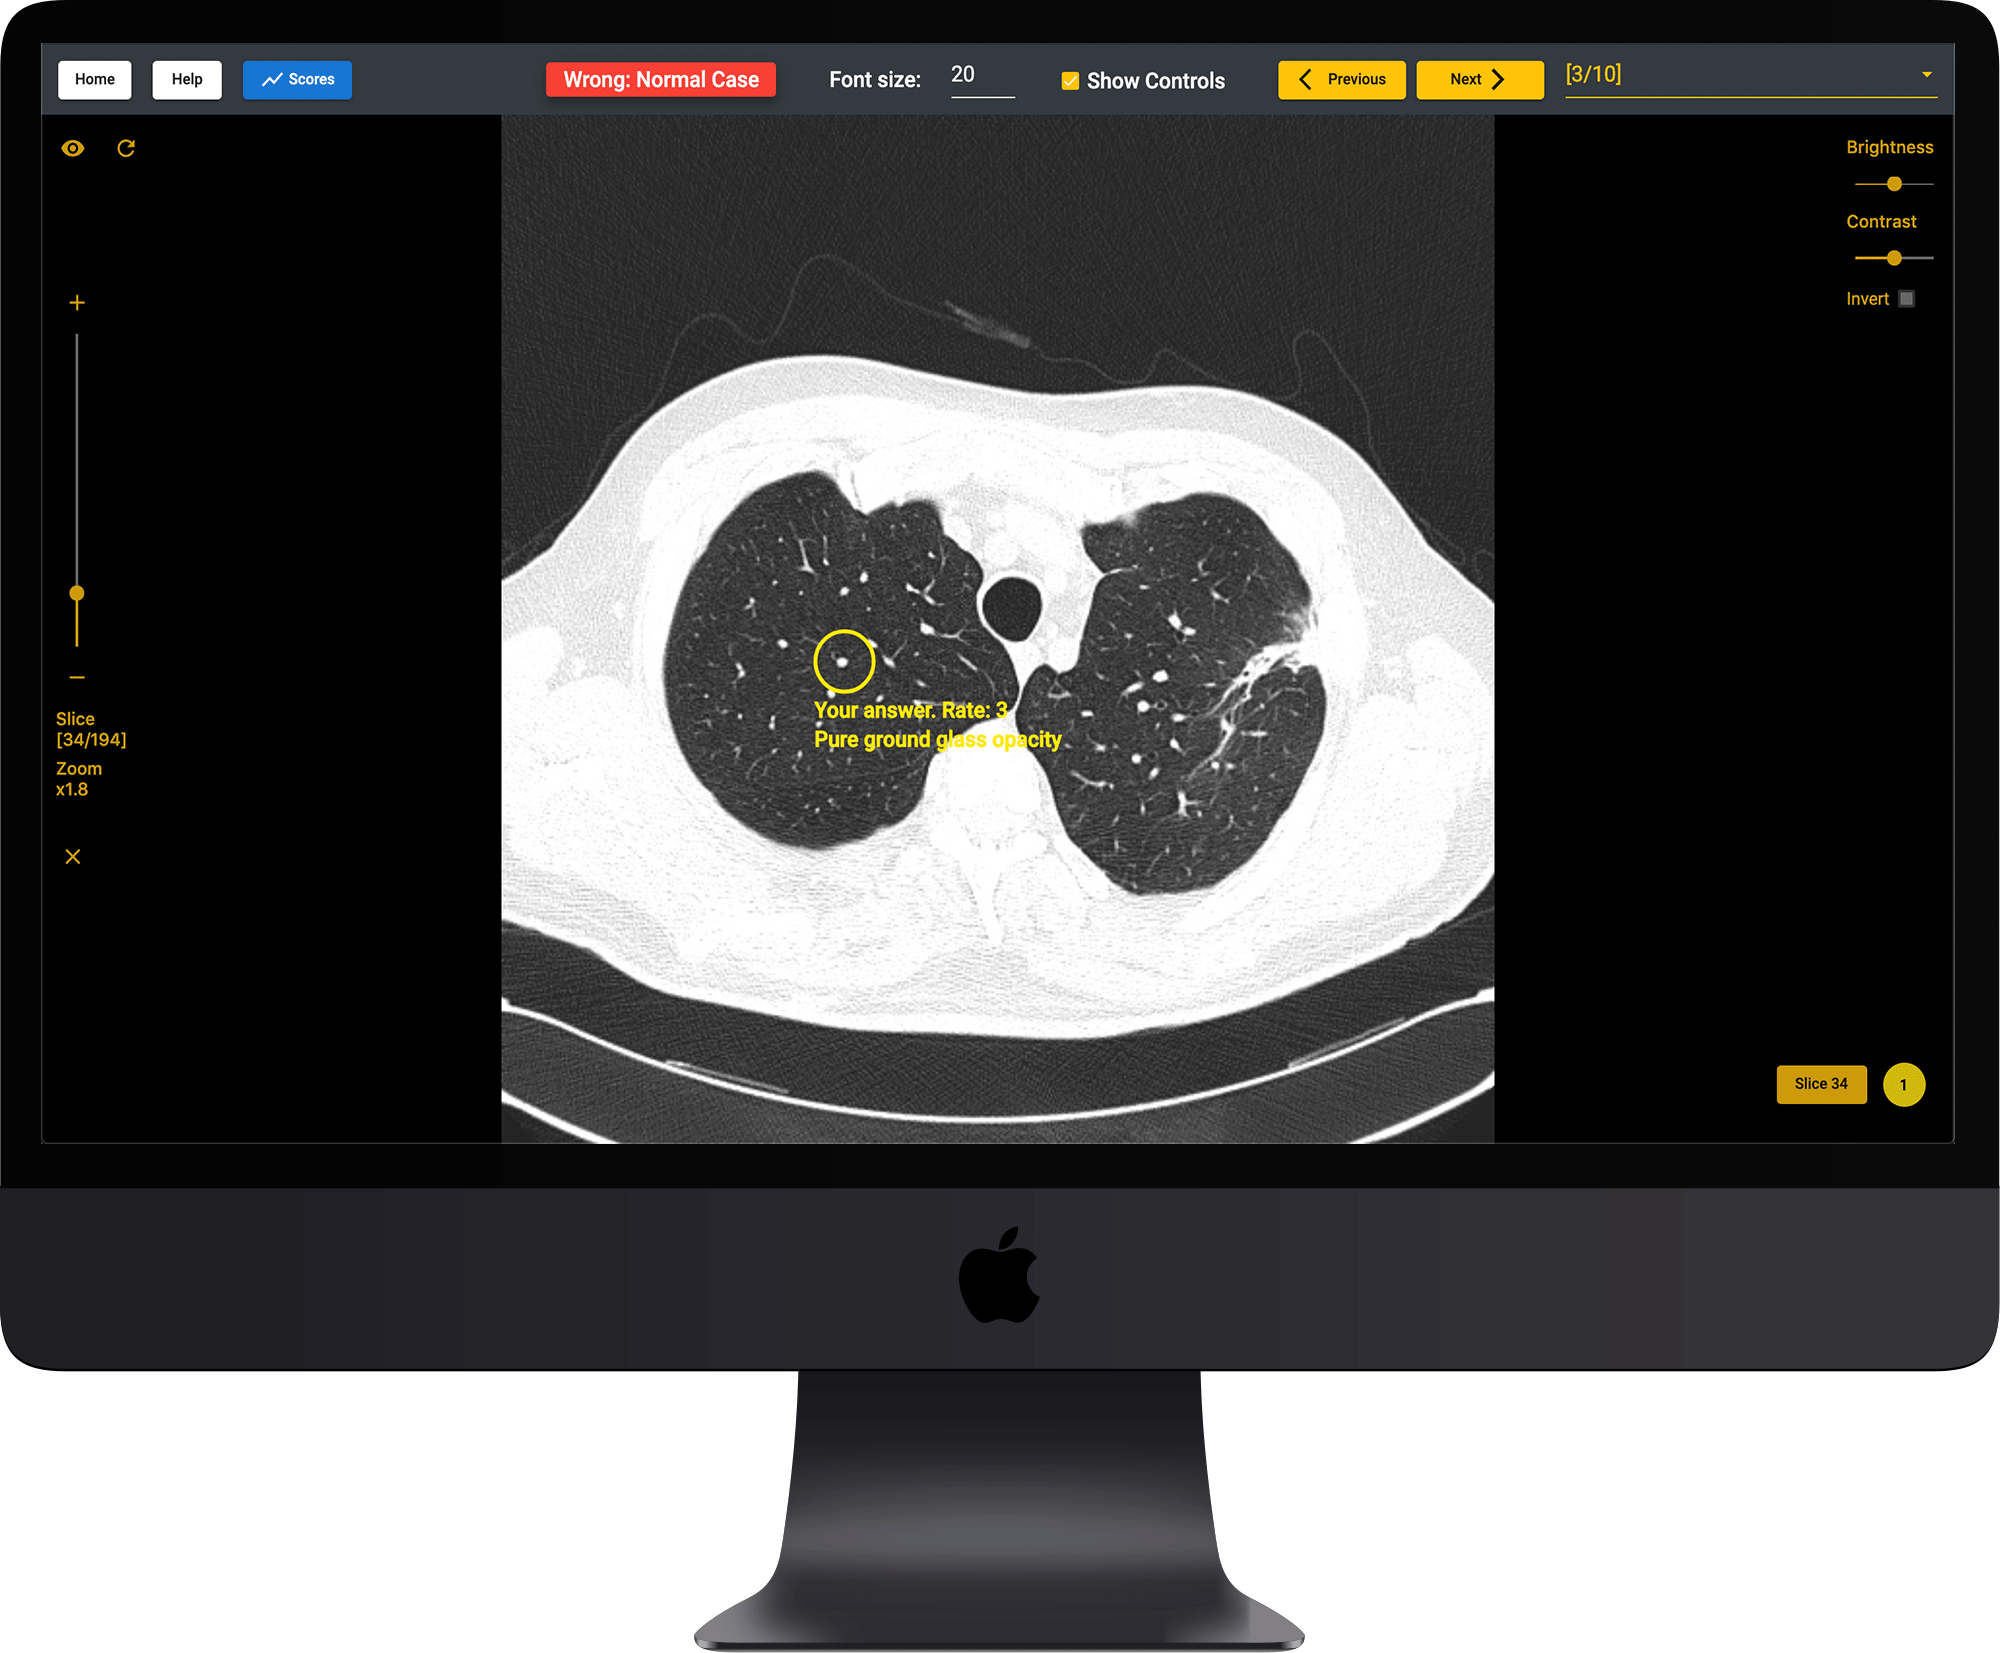 Home
Help
Scores
Wrong: Normal Case
Font size:
20
Show Controls
Previous
Next
[3/10]
Brightness
Contrast
Invert
Slice
[34/194]
Zoom
x1.8
Your answer. Rate: 3
Pure ground glass opacity
Slice 34
1